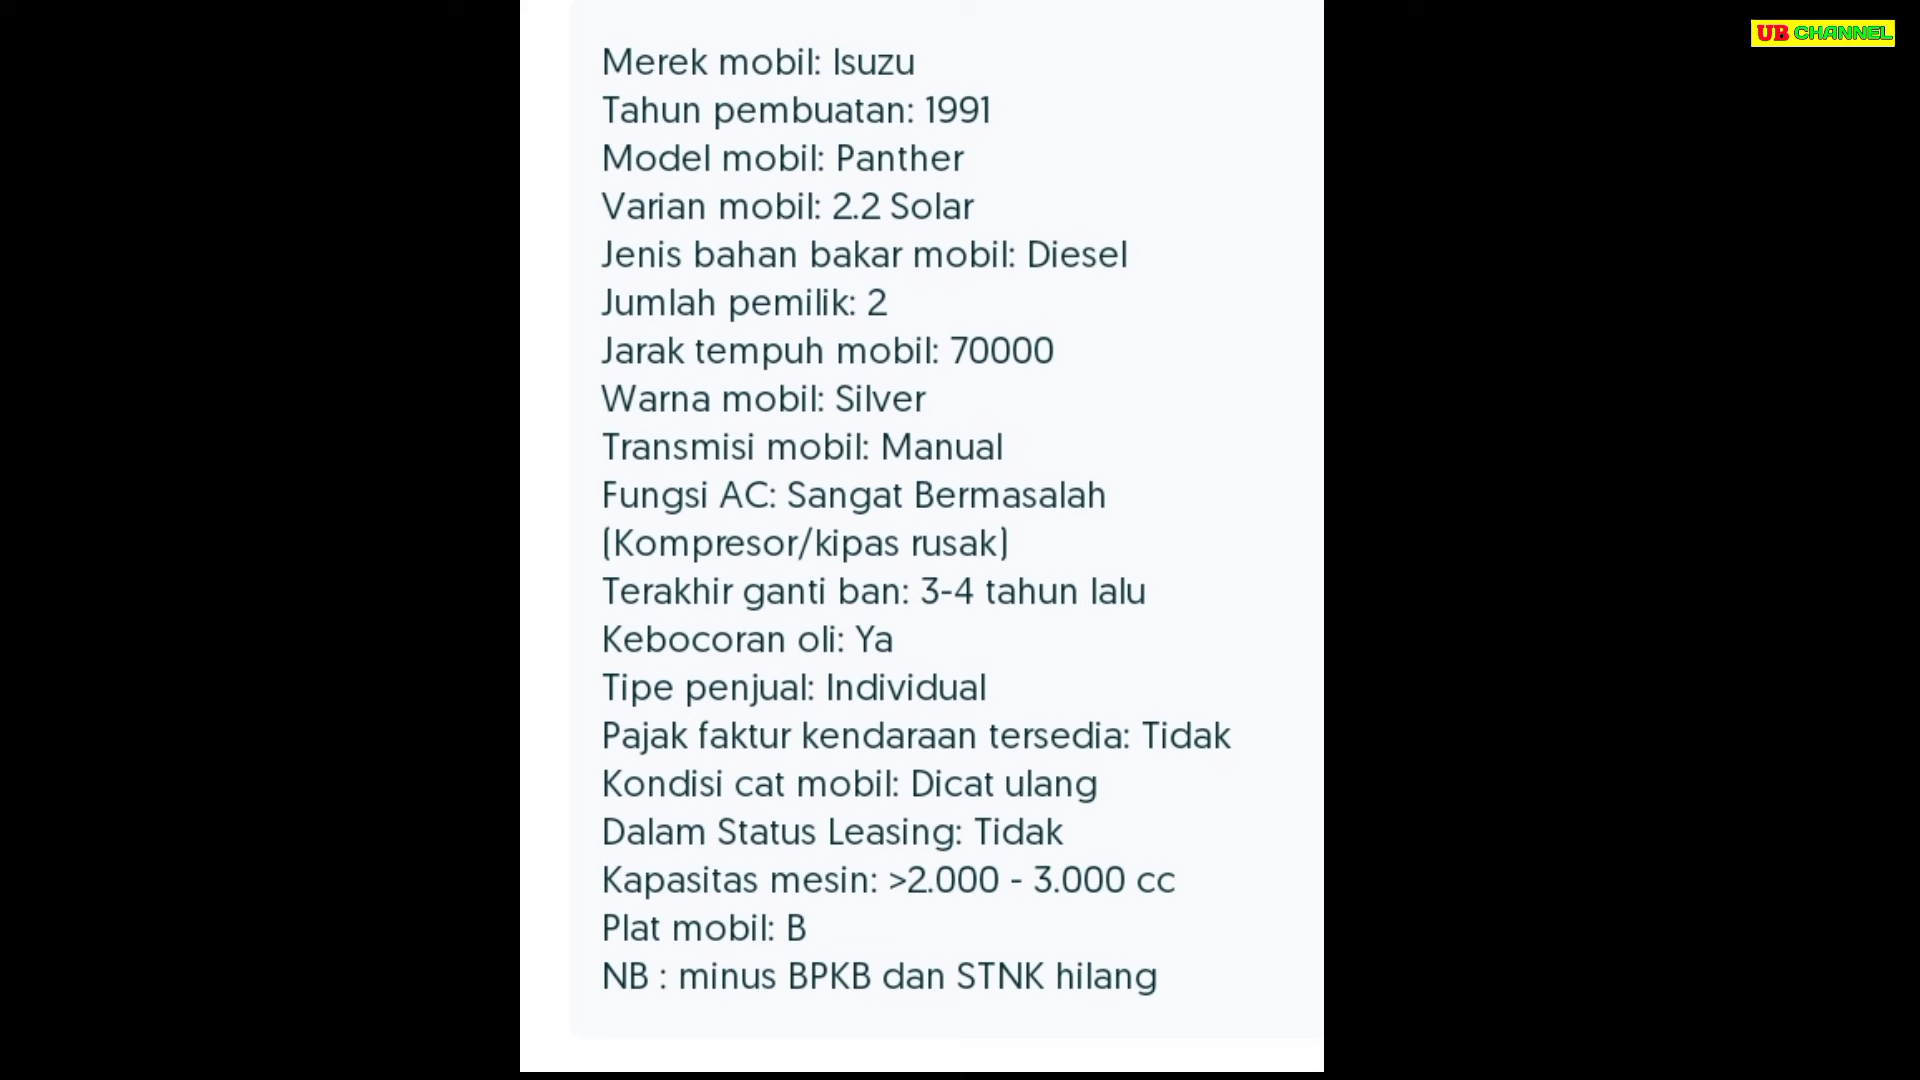 UB CHANNEL
Merek mobil: Isuzu
Tahun pembuatan: 1991
Model mobil: Panther
Varian mobil: 2.2 Solar
Jenis bahan bakar mobil: Diesel
Jumlah pemilik: 2
Jarak tempuh mobil: 70000
Warna mobil: Silver
Transmisi mobil: Manual
Fungsi AC: Sangat Bermasalah
(Kompresor/kipas rusak)
Terakhir ganti ban: 3-4 tahun lalu
Kebocoran oli: Ya
Tipe penjual: Individual
Pajak faktur kendaraan tersedia: Tidak
Kondisi cat mobil: Dicat ulang
Dalam Status Leasing: Tidak
Kapasitas mesin: >2.000 - 3.000 cc
Plat mobil: B
NB : minus BPKB dan STNK hilang